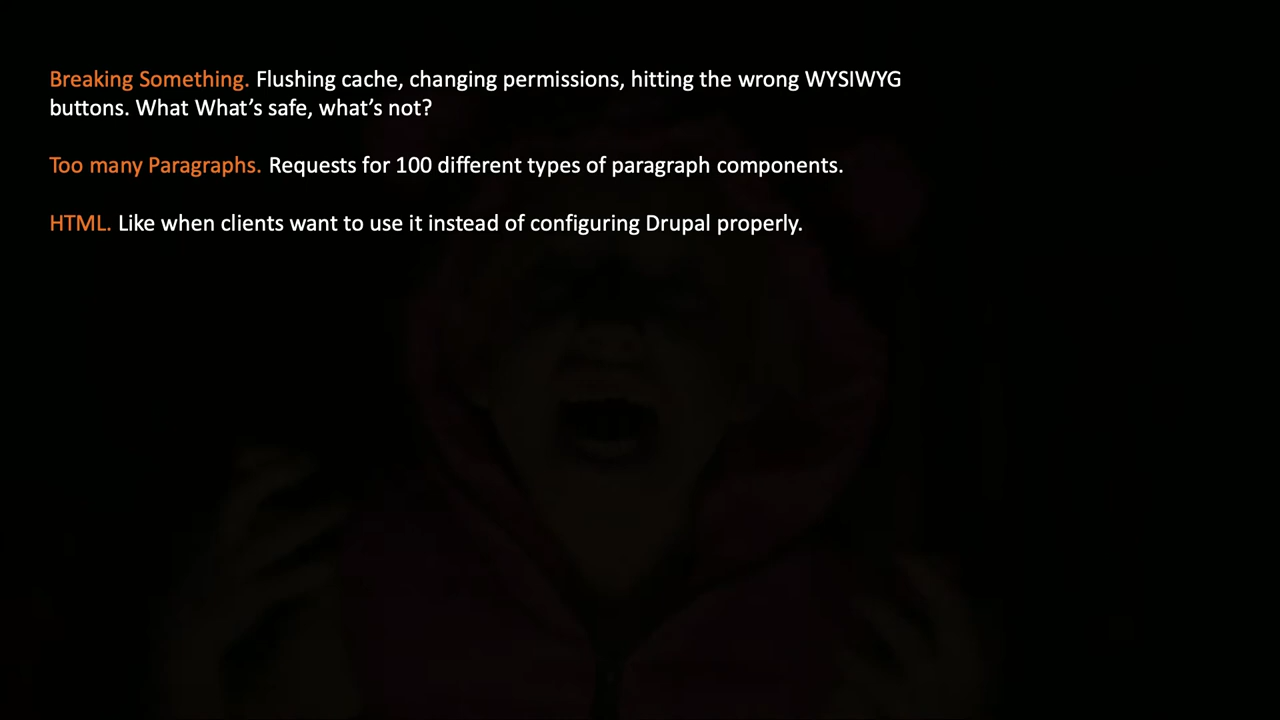 Breaking Something. Flushing cache, changing permissions, hitting the wrong WYSIWYG
buttons. What What’s safe, what’s not?
Too many Paragraphs. Requests for 100 different types of paragraph components.
HTML. Like when clients want to use it instead of configuring Drupal properly.